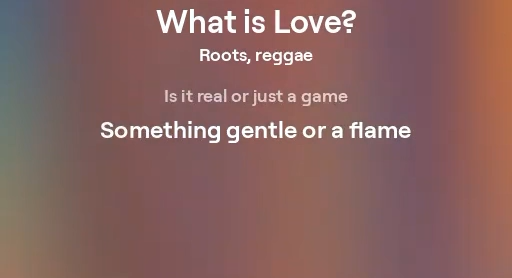 What is Love?
Roots, reggae
Is it real or just a game
Something gentle or a flame